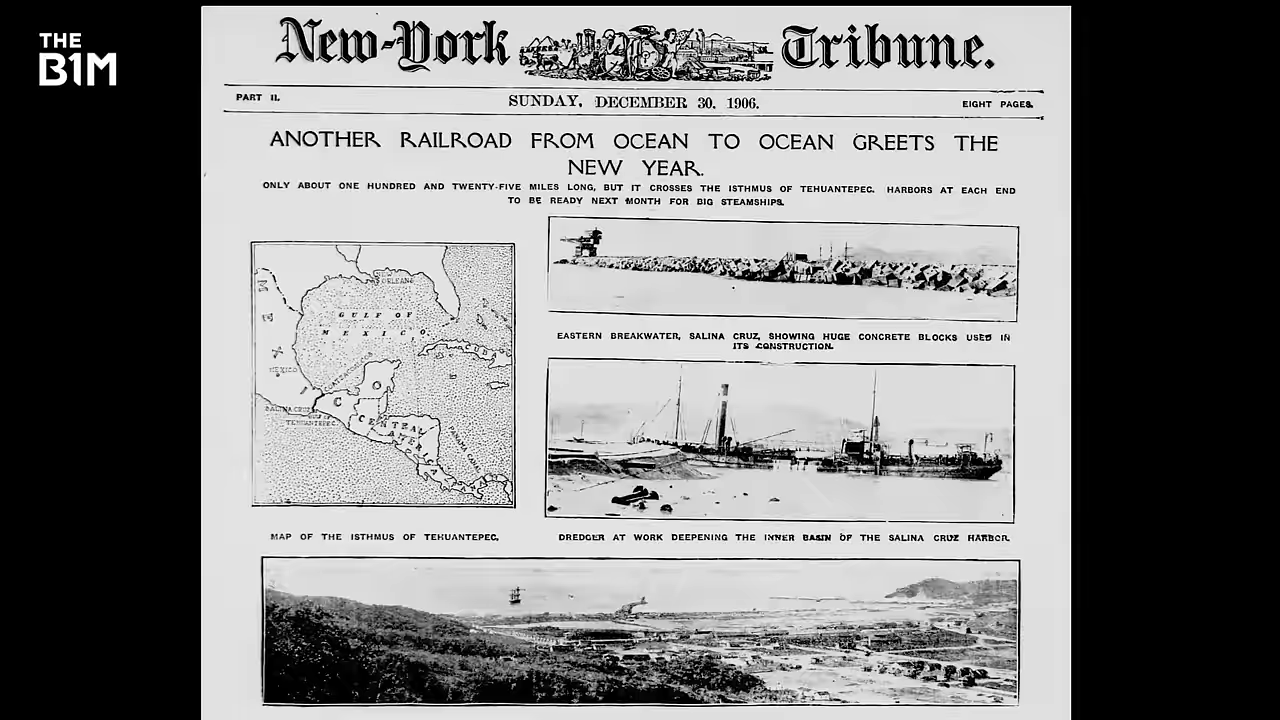 THE
B1M
New-York Tribune.
PART II.
SUNDAY, DECEMBER 30, 1906.
EIGHT PAGES.
ANOTHER RAILROAD FROM OCEAN TO OCEAN GREETS THE
NEW YEAR.
ONLY ABOUT ONE HUNDRED AND TWENTY-FIVE MILES LONG, BUT IT CROSSES THE ISTHMUS OF TEHUANTEPEC. HARBORS AT EACH END
TO BE READY NEXT MONTH FOR BIG STEAMSHIPS.
ORLEANS
GULF OF
MEXICO
MEXICO
MEXICO
CUBA
SALINA CRUZ
GULF OF
TEHUANTEPEC
CENTRAL
AMERICA
PANAMA CANAL
EASTERN BREAKWATER, SALINA CRUZ, SHOWING HUGE CONCRETE BLOCKS USED IN
ITS CONSTRUCTION.
MAP OF THE ISTHMUS OF TEHUANTEPEC.
DREDGER AT WORK DEEPENING THE INNER BASIN OF THE SALINA CRUZ HARBOR.